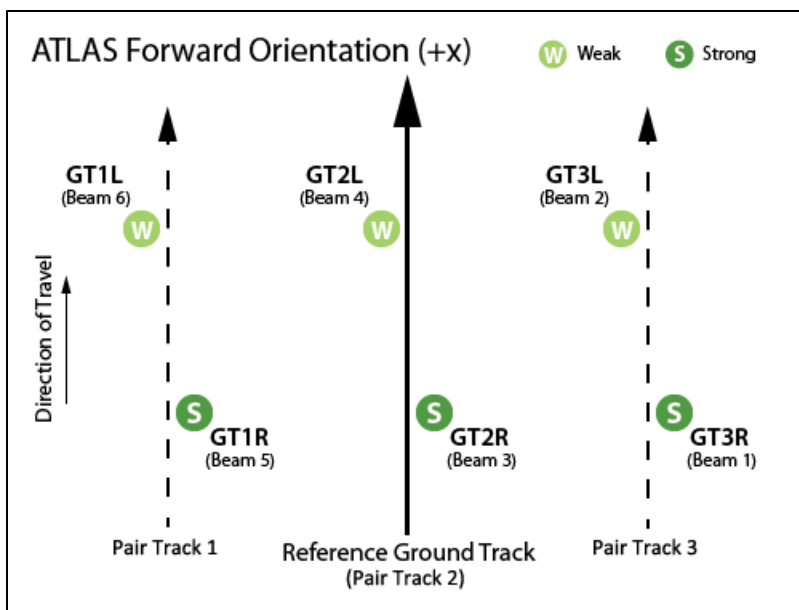 ATLAS Forward Orientation (+x)
W Weak
S Strong
GT1L
(Beam 6)
W
GT2L
(Beam 4)
W
GT3L
(Beam 2)
W
Direction of Travel
S
GT1R
(Beam 5)
S
GT2R
(Beam 3)
S
GT3R
(Beam 1)
Pair Track 1
Reference Ground Track
(Pair Track 2)
Pair Track 3